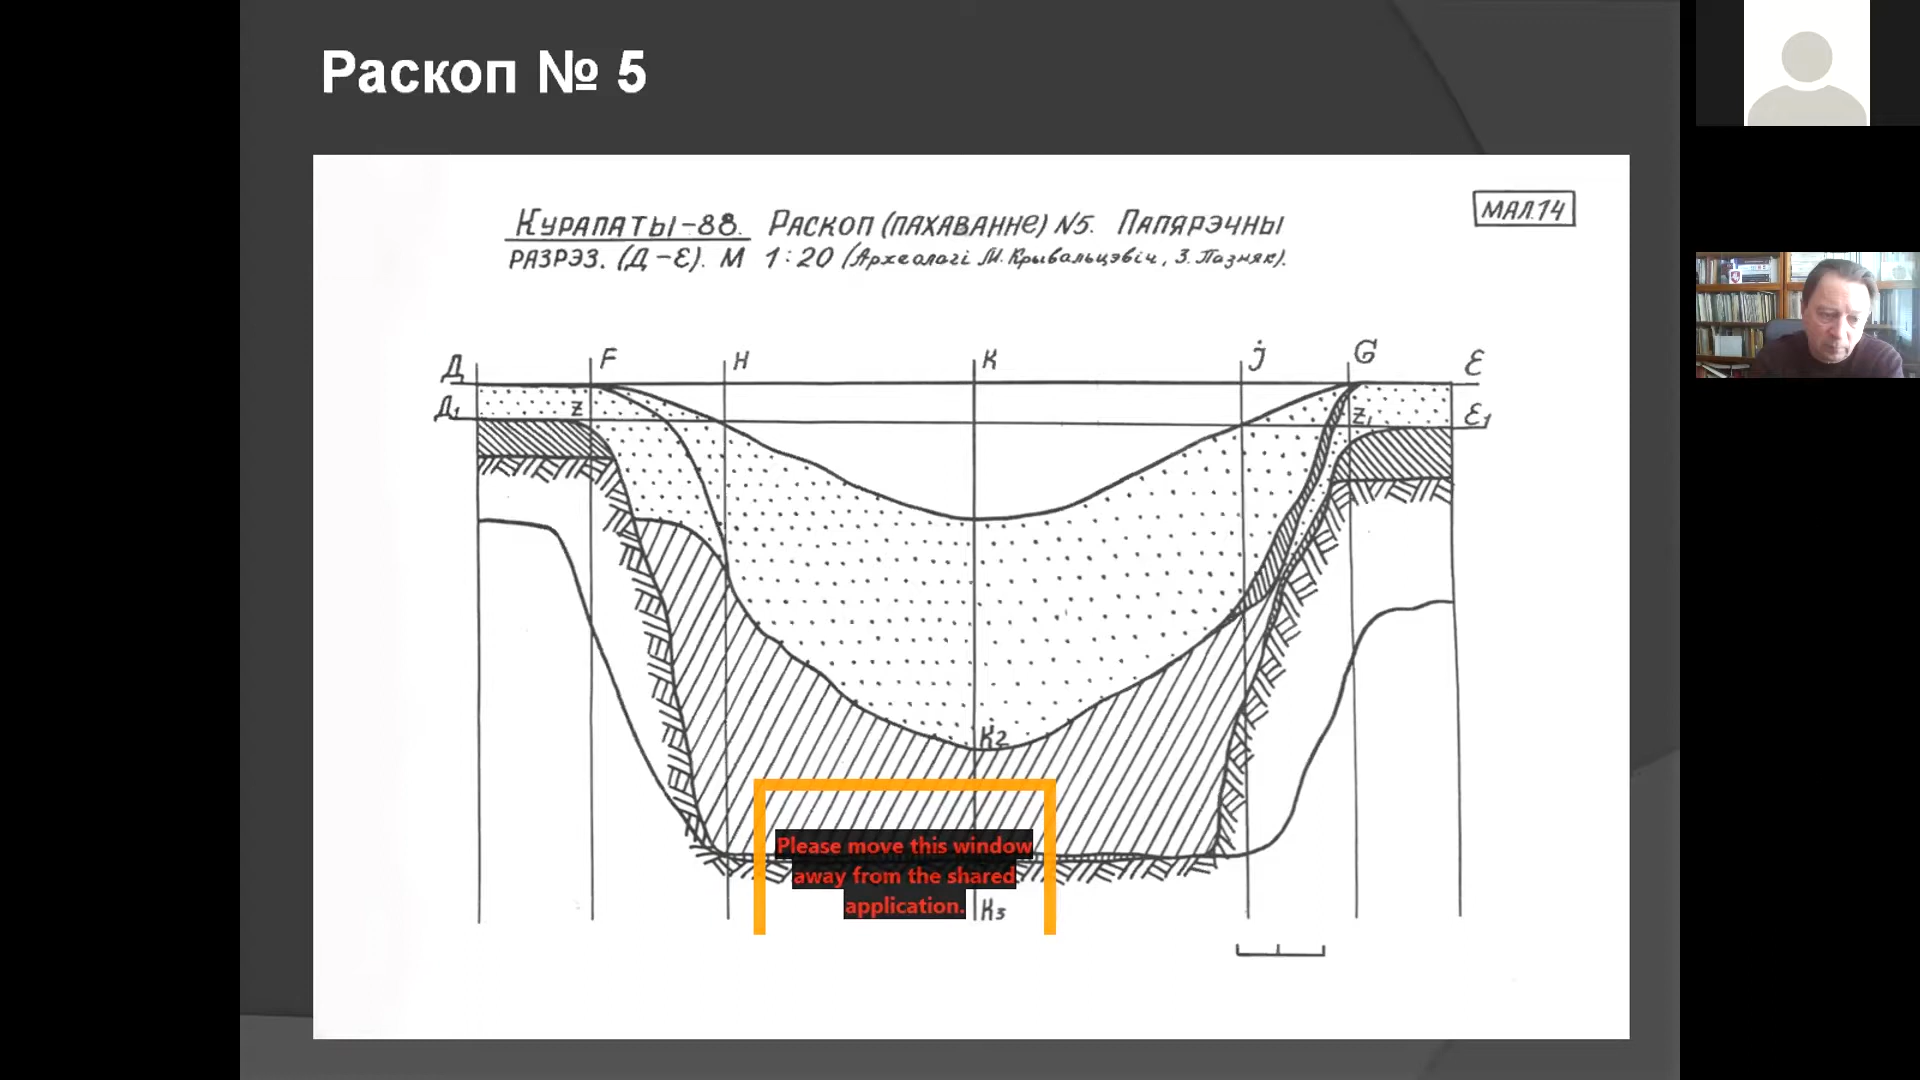 Раскоп № 5
КУРАПАТЫ-88. РАСКОП (ПАХАВАННЕ) N5. ПАПЯРЭЧНЫ
РАЗРЭЗ. (Д-Е). М 1:20 (Археолагі М. Крывальцэвіч, З. Пазняк).
МАЛ.14
Д F H K j G Е
Д1 z z1 Е1
K2
Please move this window
away from the shared
application.
K3